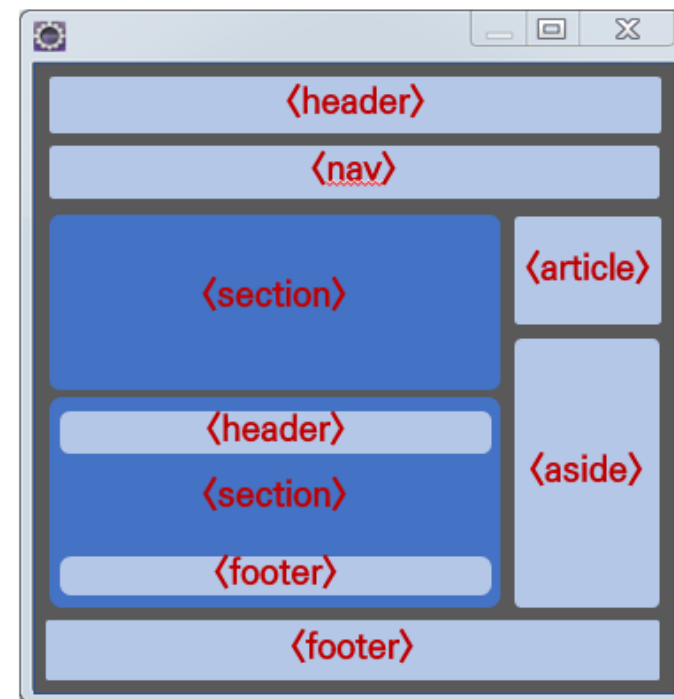 〈header〉
〈nav〉
〈section〉
〈article〉
〈header〉
〈section〉
〈footer〉
〈aside〉
〈footer〉